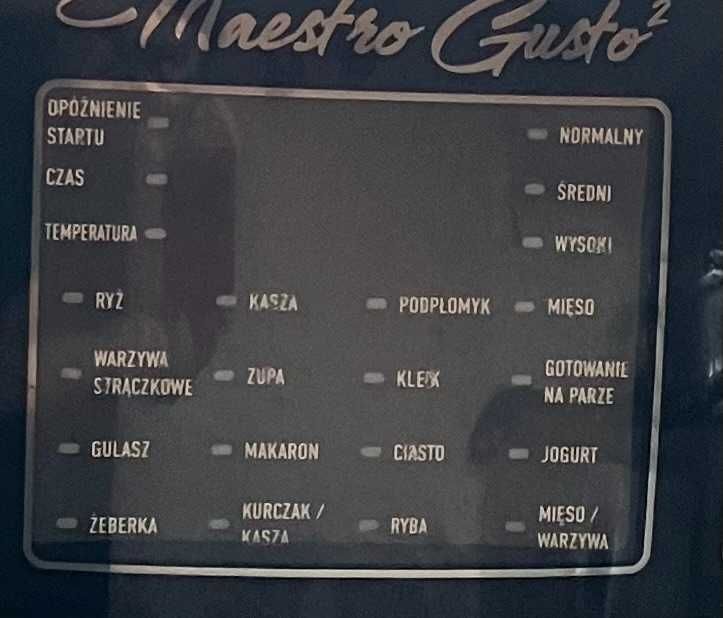 Maestro Gusto²
OPÓŹNIENIE
STARTU
NORMALNY
CZAS
ŚREDNI
TEMPERATURA
WYSOKI
RYŻ
KASZA
PODPŁOMYK
MIĘSO
WARZYWA
STRĄCZKOWE
ZUPA
KLEIK
GOTOWANIE
NA PARZE
GULASZ
MAKARON
CIASTO
JOGURT
ŻEBERKA
KURCZAK /
KASZA
RYBA
MIĘSO /
WARZYWA